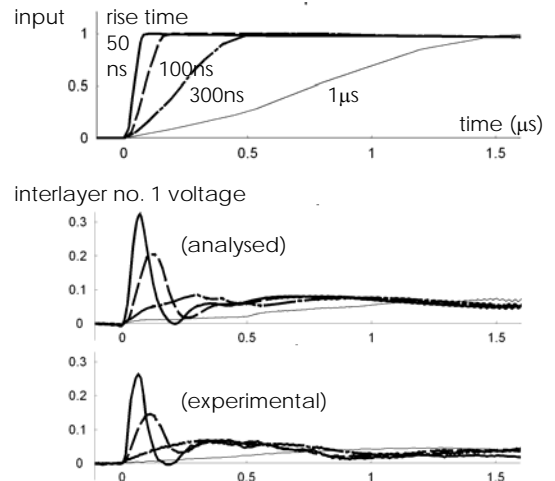 input rise time
1 50
ns 100ns
0.5 300ns 1μs
time (μs)
0
0 0.5 1 1.5
interlayer no. 1 voltage
0.3
(analysed)
0.2
0.1
0
0 0.5 1 1.5
0.3
(experimental)
0.2
0.1
0
0 0.5 1 1.5